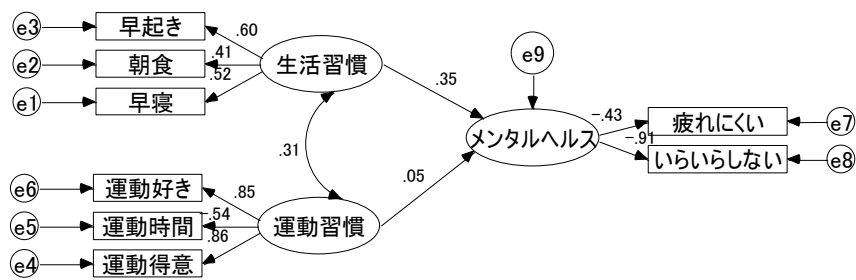 e3
早起き
.60
e2
朝食
.41
e1
早寝
.52
生活習慣
.35
e9
メンタルヘルス
-.43
疲れにくい
e7
-.91
いらいらしない
e8
.31
.05
e6
運動好き
.85
e5
運動時間
-.54
運動習慣
e4
運動得意
.86